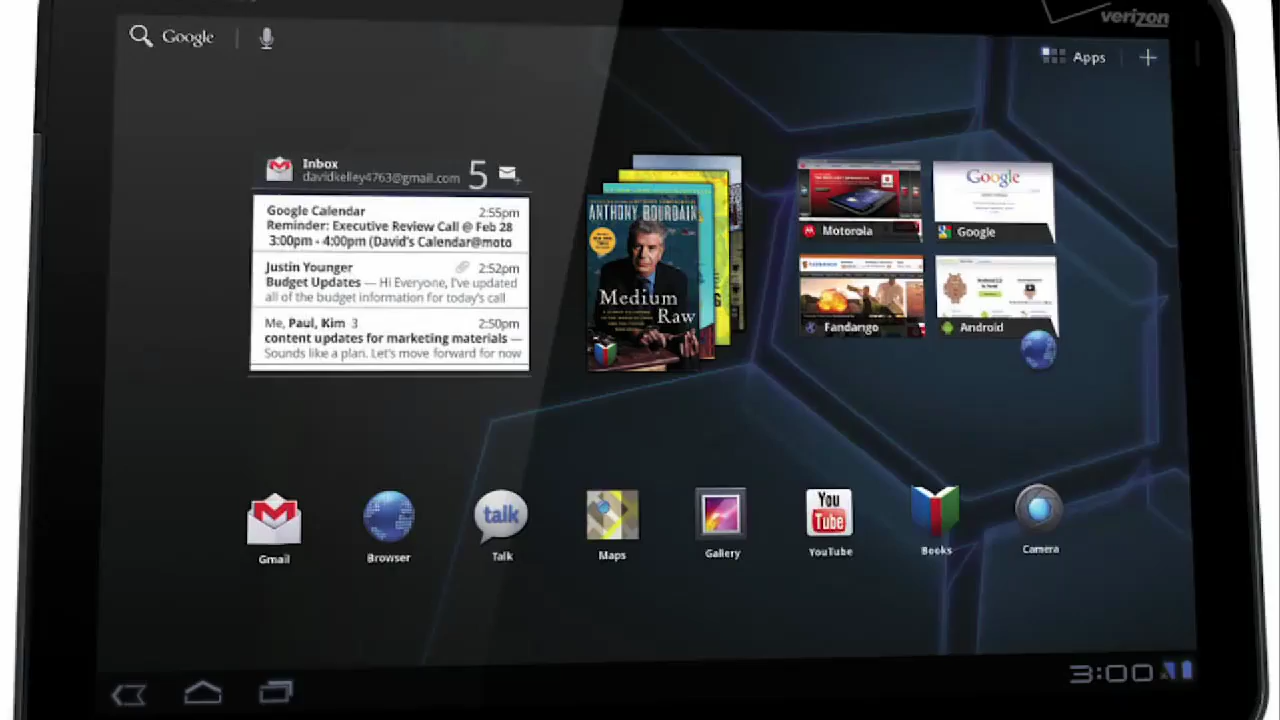 verizon
Google
Apps
Inbox
davidkelley4763@gmail.com
5
Google Calendar 2:55pm
Reminder: Executive Review Call @ Feb 28
3:00pm - 4:00pm (David's Calendar@moto
Justin Younger 2:52pm
Budget Updates — Hi Everyone, I've updated
all of the budget information for today's call
Me, Paul, Kim 3 2:50pm
content updates for marketing materials —
Sounds like a plan. Let's move forward for now
ANTHONY BOURDAIN
Medium
Raw
Google
Motorola
Google
Fandango
Android
talk
You
Tube
Gmail
Browser
Talk
Maps
Gallery
YouTube
Books
Camera
3:00